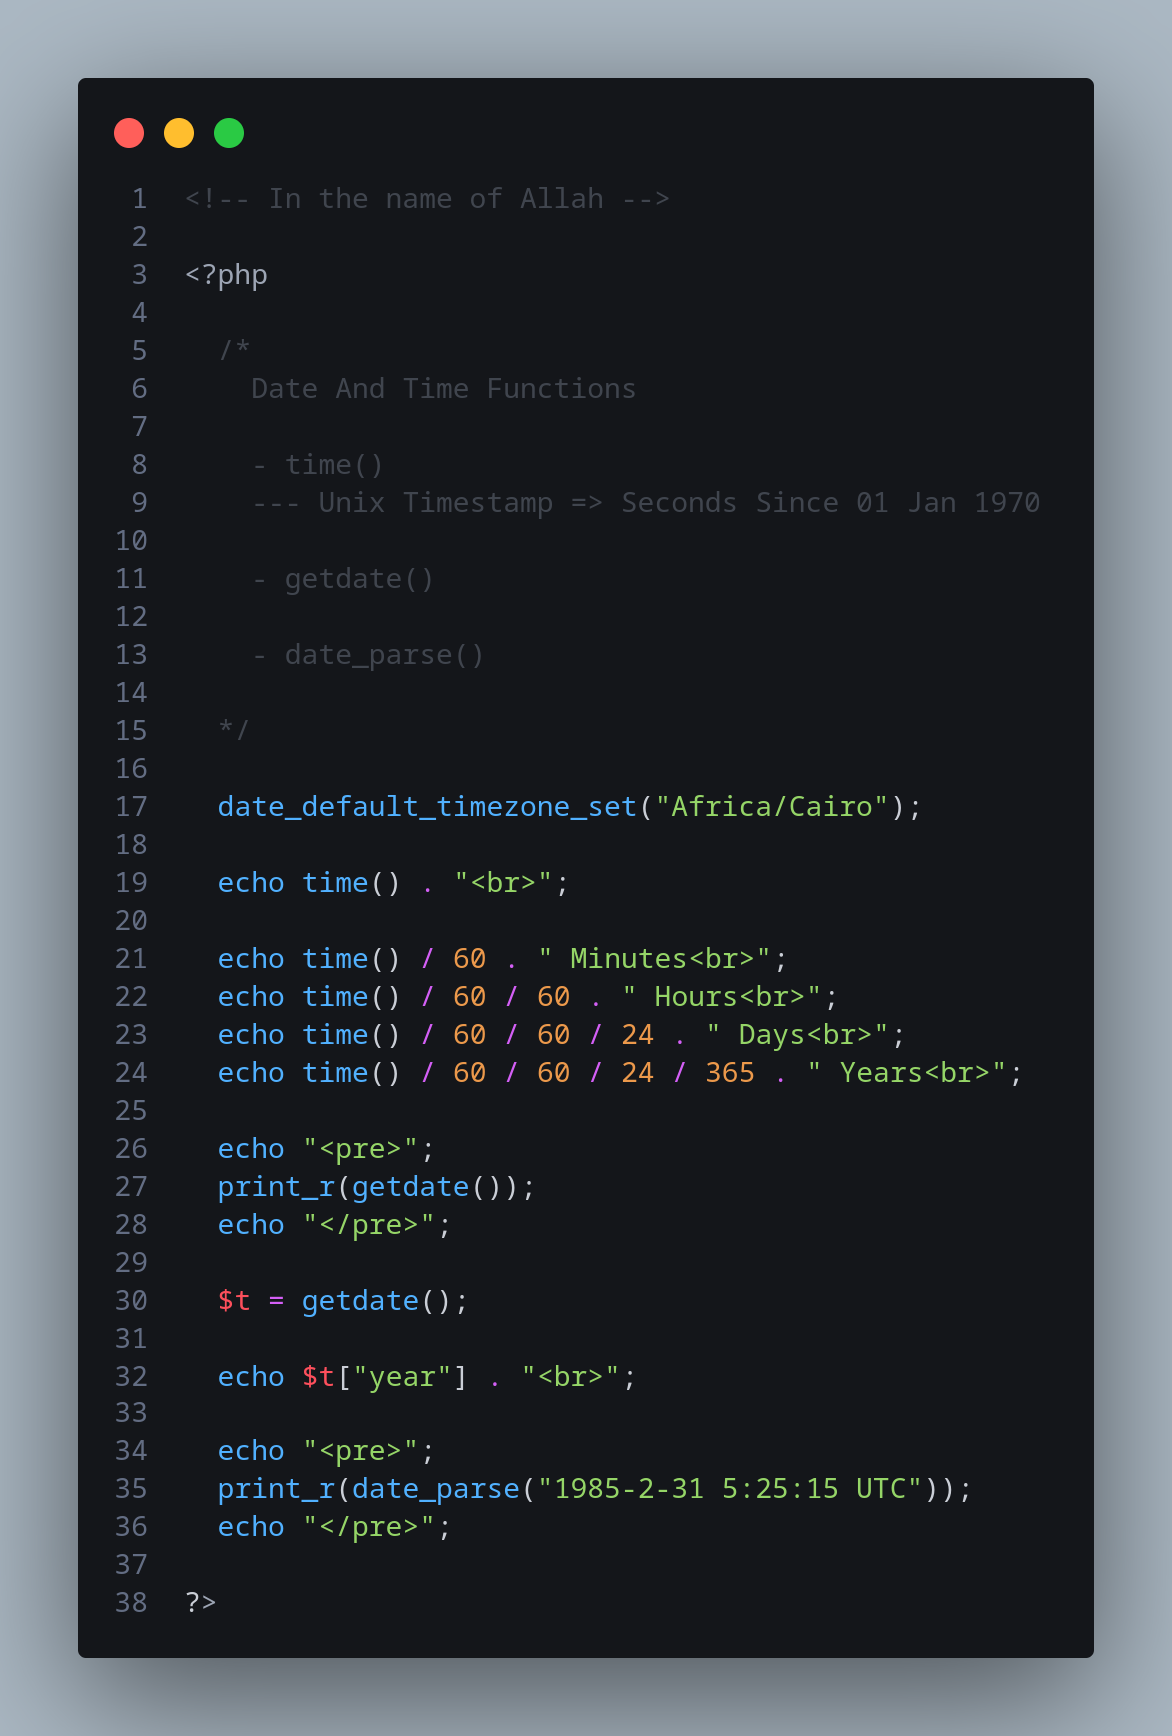 1 <!-- In the name of Allah -->
2
3 <?php
4
5 /*
6 Date And Time Functions
7
8 - time()
9 --- Unix Timestamp => Seconds Since 01 Jan 1970
10
11 - getdate()
12
13 - date_parse()
14
15 */
16
17 date_default_timezone_set("Africa/Cairo");
18
19 echo time() . "<br>";
20
21 echo time() / 60 . " Minutes<br>";
22 echo time() / 60 / 60 . " Hours<br>";
23 echo time() / 60 / 60 / 24 . " Days<br>";
24 echo time() / 60 / 60 / 24 / 365 . " Years<br>";
25
26 echo "<pre>";
27 print_r(getdate());
28 echo "</pre>";
29
30 $t = getdate();
31
32 echo $t["year"] . "<br>";
33
34 echo "<pre>";
35 print_r(date_parse("1985-2-31 5:25:15 UTC"));
36 echo "</pre>";
37
38 ?>